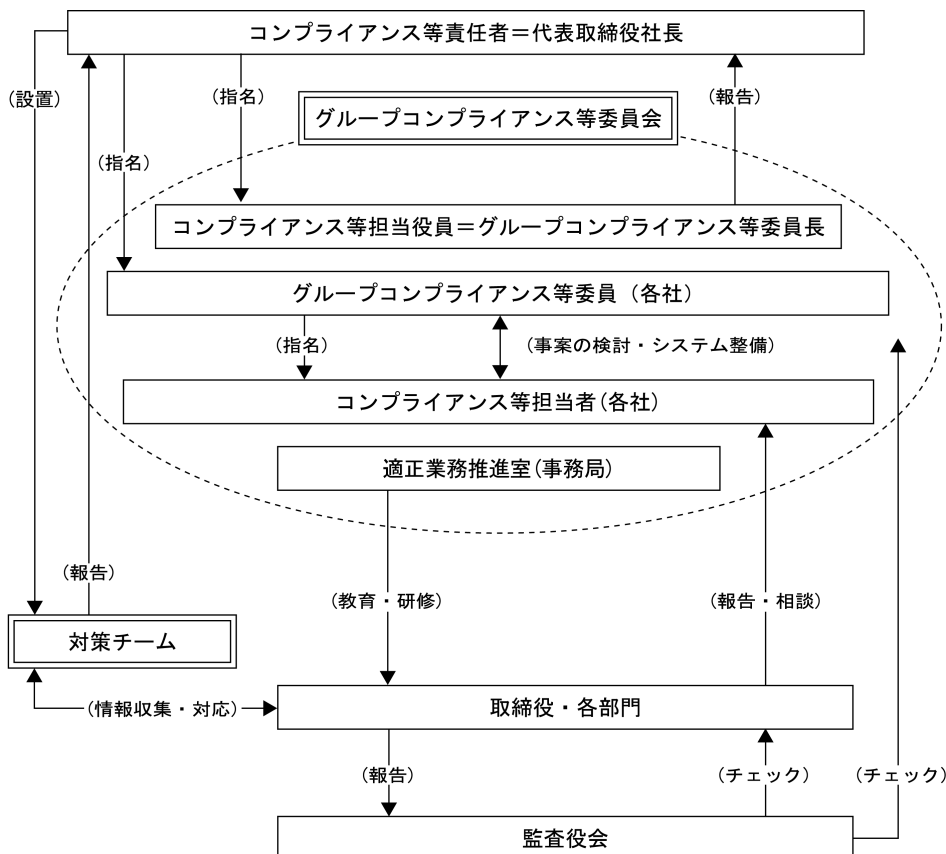 コンプライアンス等責任者＝代表取締役社長
（設置）
（指名）
（報告）
グループコンプライアンス等委員会
（指名）
コンプライアンス等担当役員＝グループコンプライアンス等委員長
グループコンプライアンス等委員（各社）
（指名）
（事案の検討・システム整備）
コンプライアンス等担当者（各社）
適正業務推進室（事務局）
（報告）
（教育・研修）
（報告・相談）
対策チーム
（情報収集・対応）
取締役・各部門
（報告）
（チェック）
（チェック）
監査役会